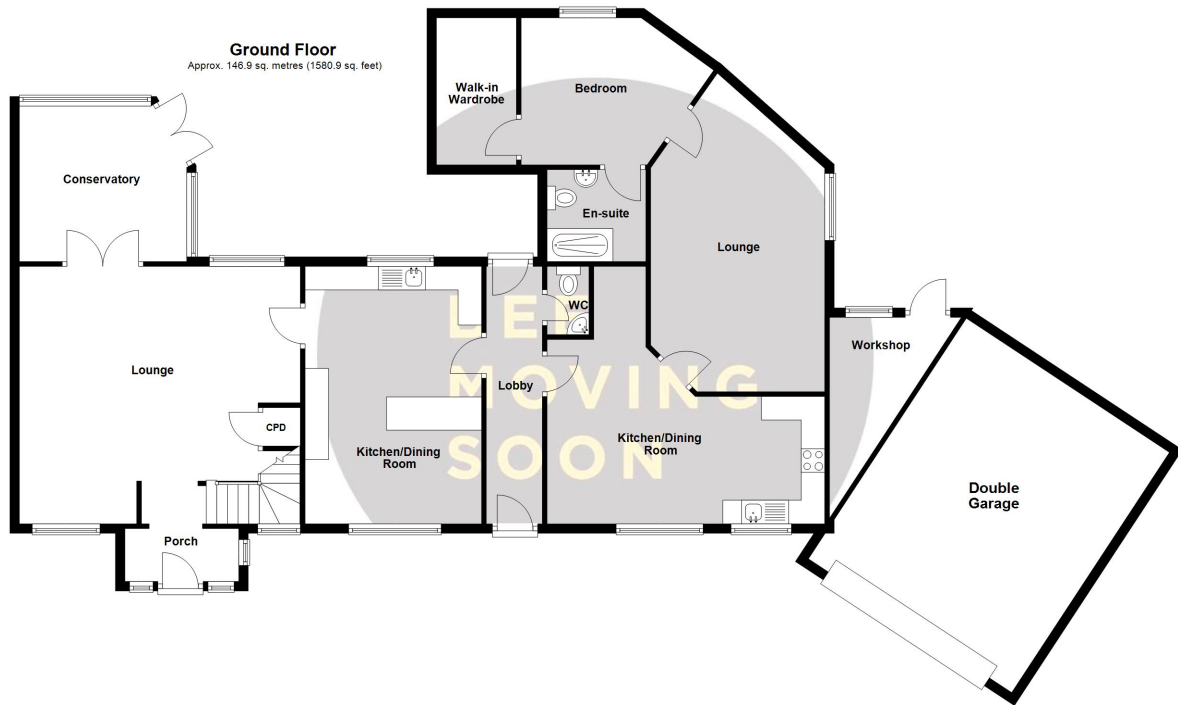 Ground Floor
Approx. 146.9 sq. metres (1580.9 sq. feet)
Walk-in
Wardrobe
Bedroom
Conservatory
En-suite
Lounge
WC
Workshop
Lounge
Lobby
CPD
Kitchen/Dining
Room
Kitchen/Dining
Room
Double
Garage
Porch
MOVING
SOON